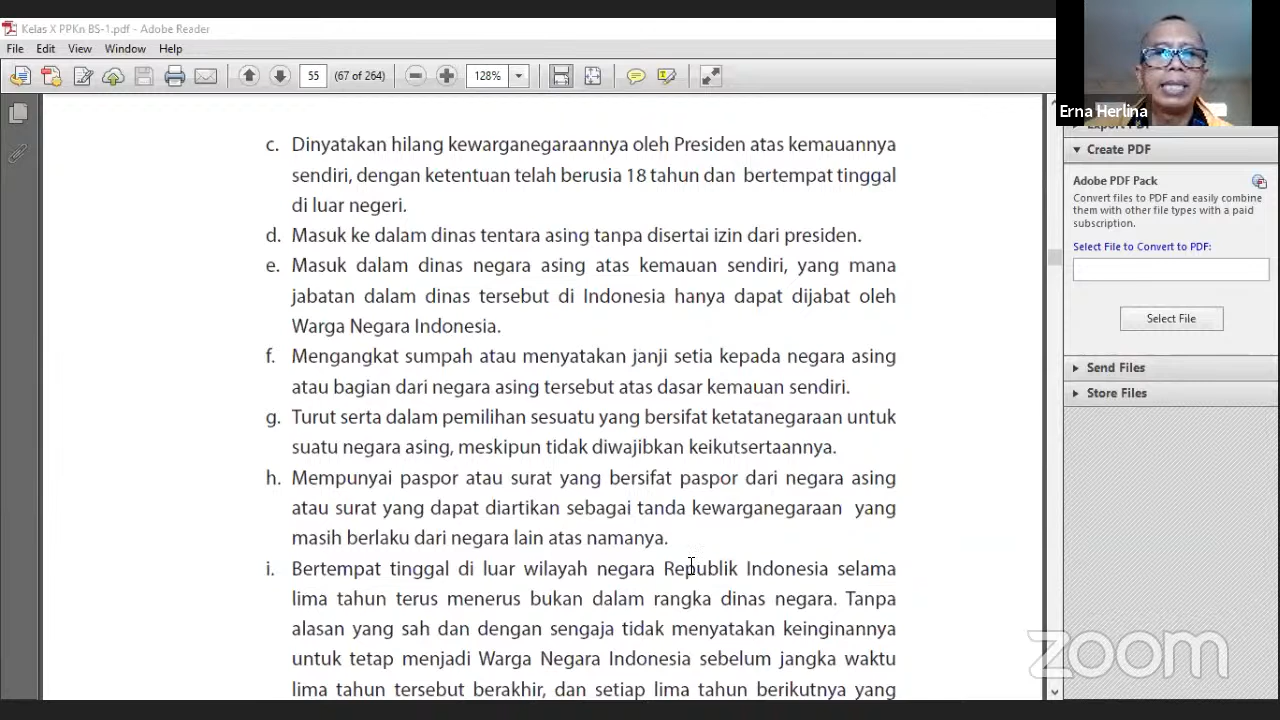 Kelas X PPKn BS-1.pdf - Adobe Reader
File Edit View Window Help
55 (67 of 264) 128%
Erna Herlina
Export PDF
Create PDF
Adobe PDF Pack
Convert files to PDF and easily combine
them with other file types with a paid
subscription.
Select File to Convert to PDF:
Select File
Send Files
Store Files
c. Dinyatakan hilang kewarganegaraannya oleh Presiden atas kemauannya
sendiri, dengan ketentuan telah berusia 18 tahun dan bertempat tinggal
di luar negeri.
d. Masuk ke dalam dinas tentara asing tanpa disertai izin dari presiden.
e. Masuk dalam dinas negara asing atas kemauan sendiri, yang mana
jabatan dalam dinas tersebut di Indonesia hanya dapat dijabat oleh
Warga Negara Indonesia.
f. Mengangkat sumpah atau menyatakan janji setia kepada negara asing
atau bagian dari negara asing tersebut atas dasar kemauan sendiri.
g. Turut serta dalam pemilihan sesuatu yang bersifat ketatanegaraan untuk
suatu negara asing, meskipun tidak diwajibkan keikutsertaannya.
h. Mempunyai paspor atau surat yang bersifat paspor dari negara asing
atau surat yang dapat diartikan sebagai tanda kewarganegaraan yang
masih berlaku dari negara lain atas namanya.
i. Bertempat tinggal di luar wilayah negara Republik Indonesia selama
lima tahun terus menerus bukan dalam rangka dinas negara. Tanpa
alasan yang sah dan dengan sengaja tidak menyatakan keinginannya
untuk tetap menjadi Warga Negara Indonesia sebelum jangka waktu
lima tahun tersebut berakhir, dan setiap lima tahun berikutnya yang
zoom